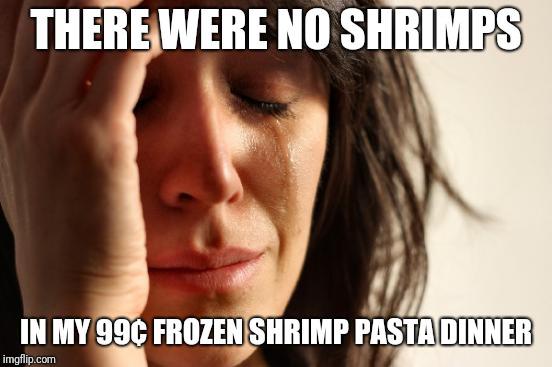 THERE WERE NO SHRIMPS
IN MY 99¢ FROZEN SHRIMP PASTA DINNER
imgflip.com